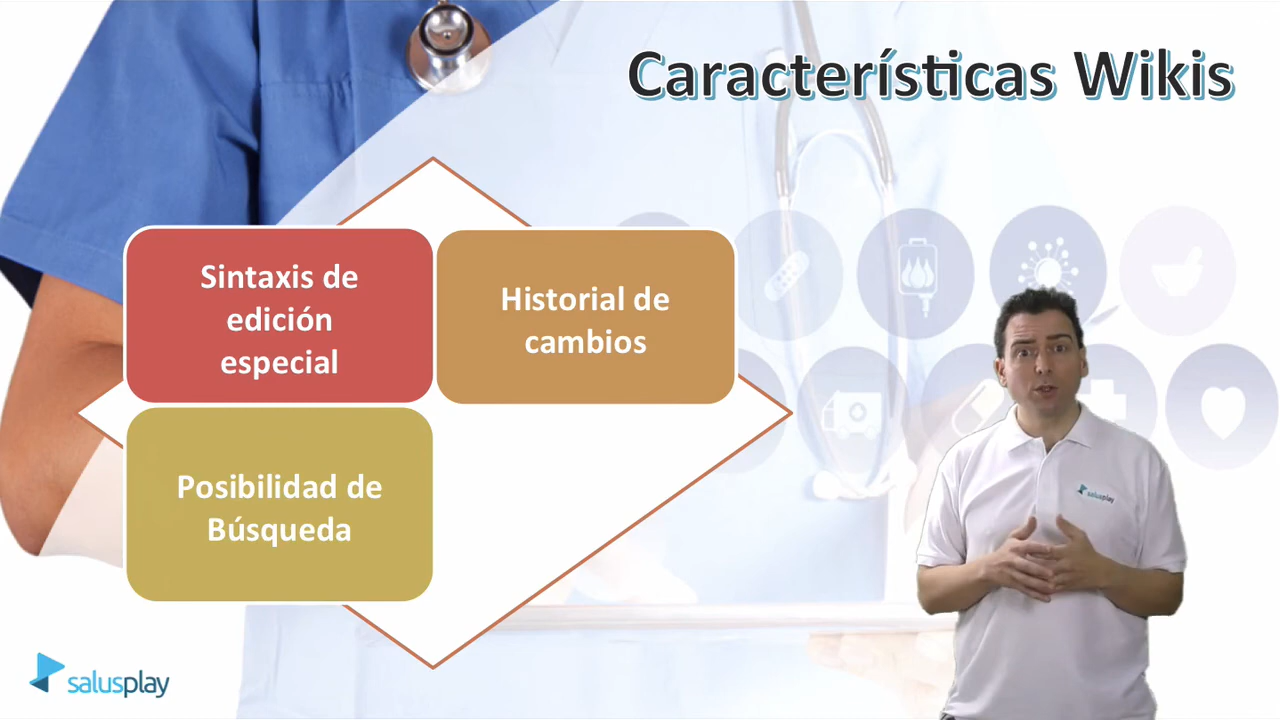 Características Wikis
Sintaxis de
edición
especial
Historial de
cambios
Posibilidad de
Búsqueda
salusplay
salusplay